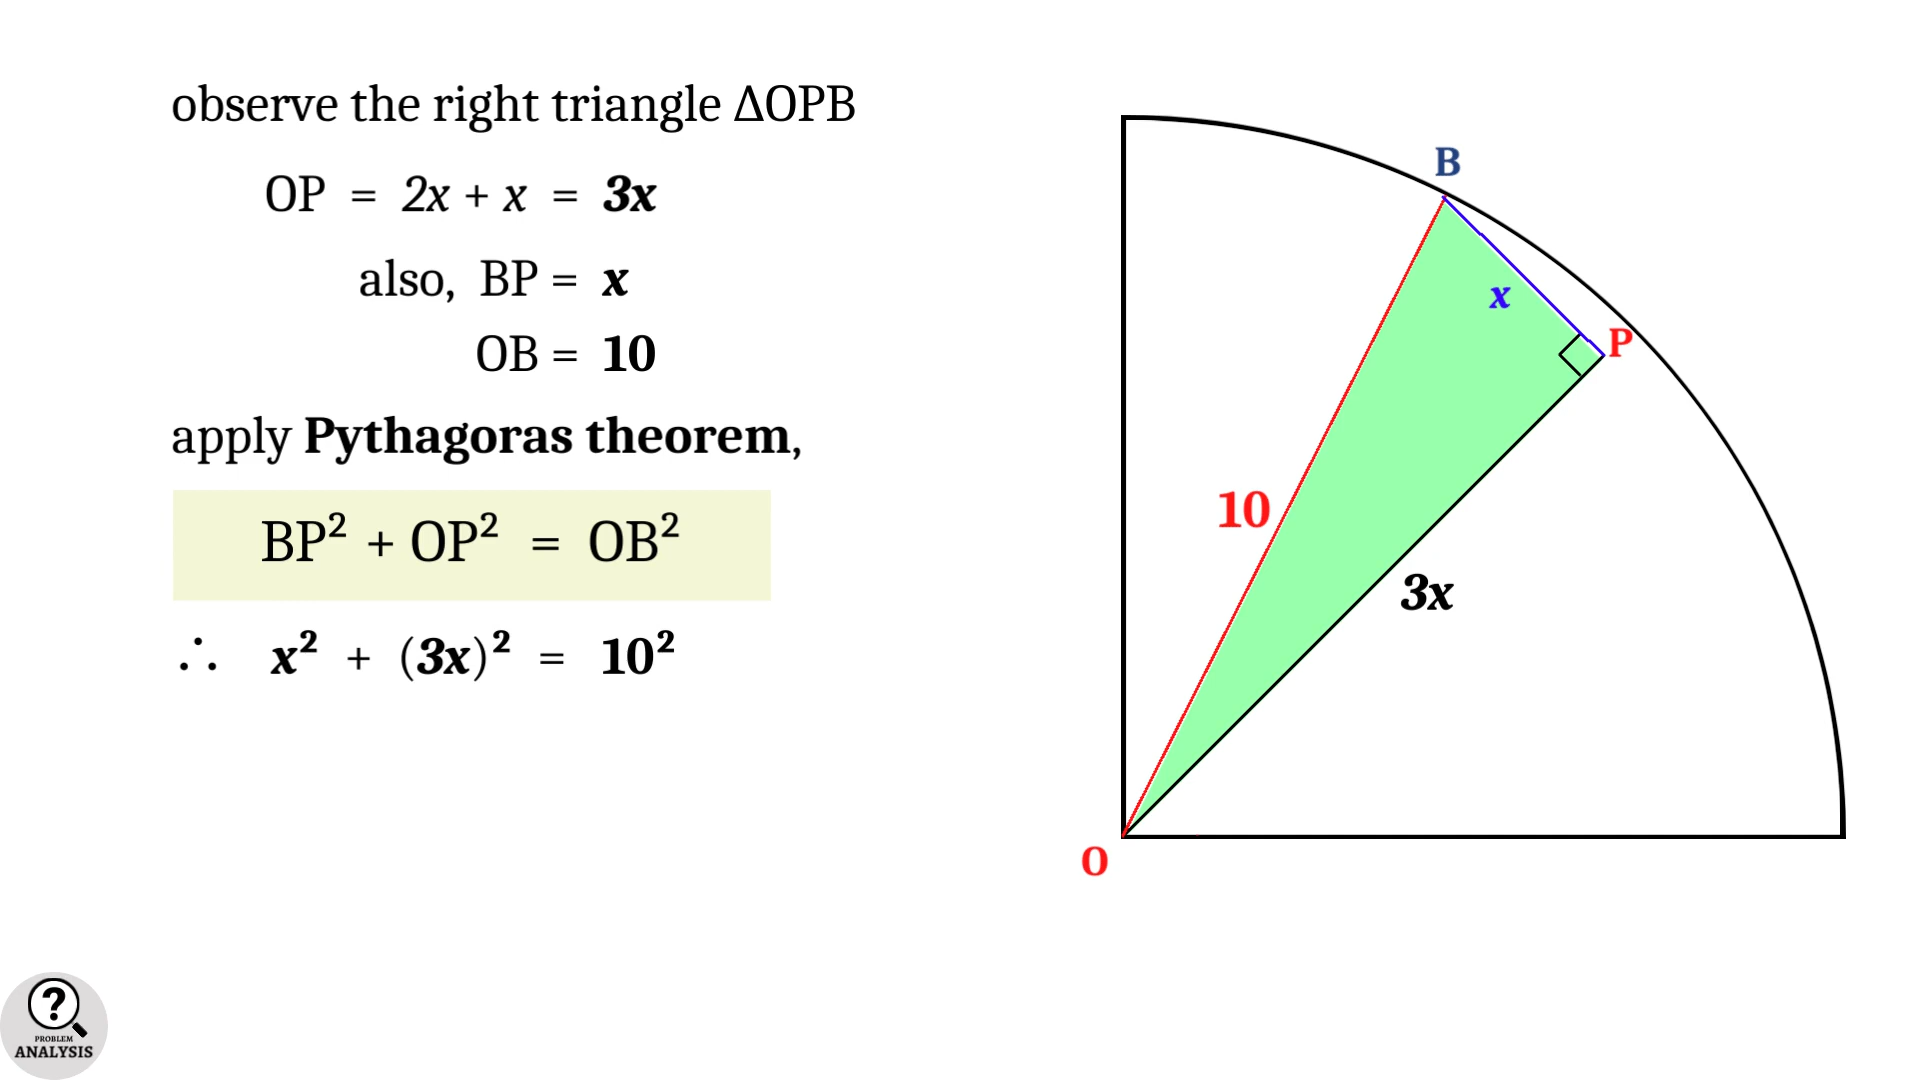 observe the right triangle ΔOPB
OP = 2x + x = 3x
also, BP = x
OB = 10
apply Pythagoras theorem,
BP² + OP² = OB²
∴ x² + (3x)² = 10²
B
x
P
10
3x
O
?
PROBLEM
ANALYSIS